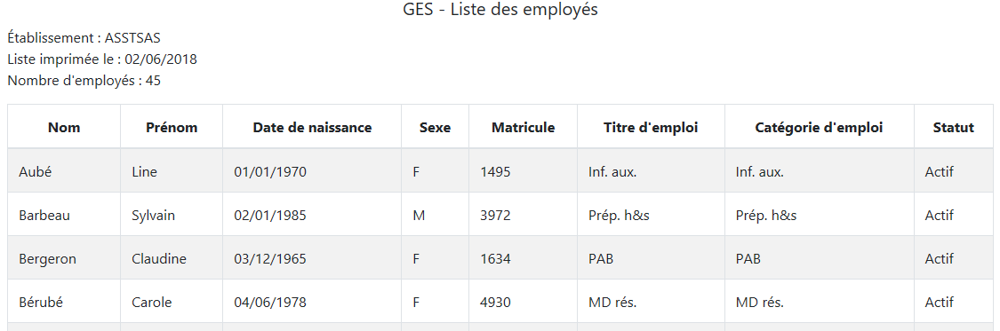 GES - Liste des employés
Établissement : ASSTSAS
Liste imprimée le : 02/06/2018
Nombre d'employés : 45
Nom Prénom Date de naissance Sexe Matricule Titre d'emploi Catégorie d'emploi Statut
Aubé Line 01/01/1970 F 1495 Inf. aux. Inf. aux. Actif
Barbeau Sylvain 02/01/1985 M 3972 Prép. h&s Prép. h&s Actif
Bergeron Claudine 03/12/1965 F 1634 PAB PAB Actif
Bérubé Carole 04/06/1978 F 4930 MD rés. MD rés. Actif